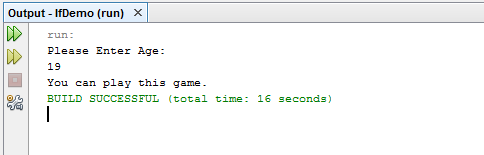 Output - IfDemo (run)
run:
Please Enter Age:
19
You can play this game.
BUILD SUCCESSFUL (total time: 16 seconds)